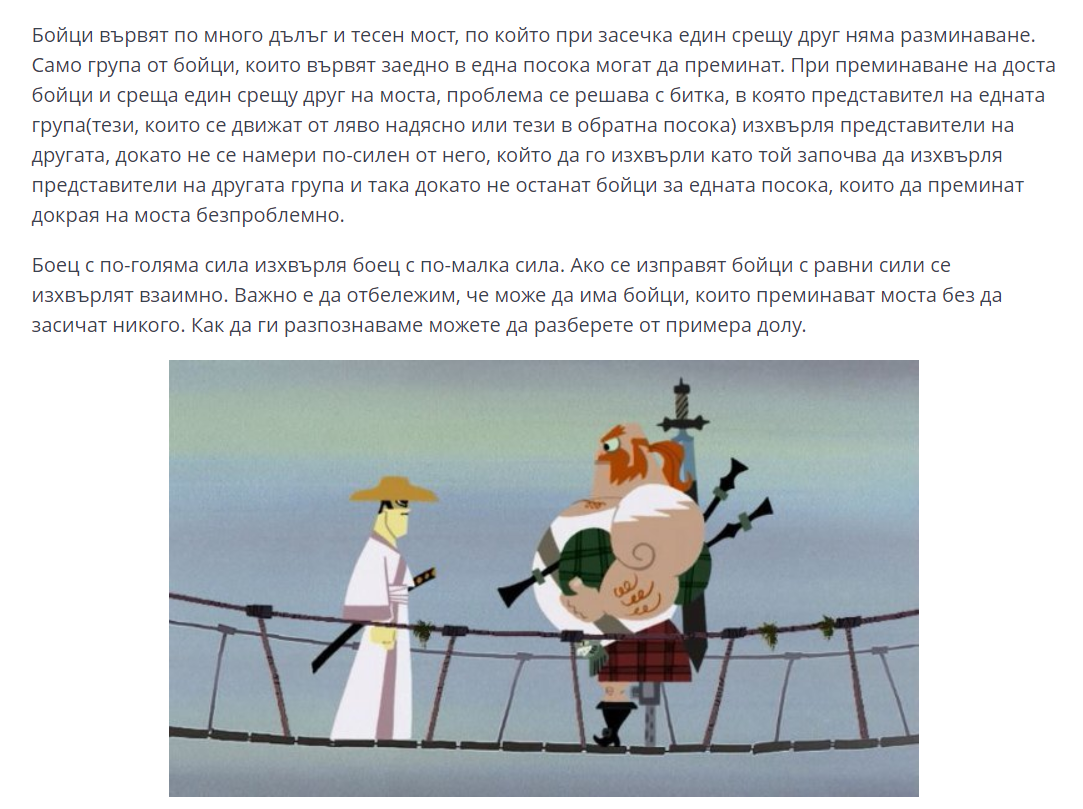 Бойци вървят по много дълъг и тесен мост, по който при засечка един срещу друг няма разминаване.
Само група от бойци, които вървят заедно в една посока могат да преминат. При преминаване на доста
бойци и среща един срещу друг на моста, проблема се решава с битка, в която представител на едната
група(тези, които се движат от ляво надясно или тези в обратна посока) изхвърля представители на
другата, докато не се намери по-силен от него, който да го изхвърли като той започва да изхвърля
представители на другата група и така докато не останат бойци за едната посока, които да преминат
докрая на моста безпроблемно.
Боец с по-голяма сила изхвърля боец с по-малка сила. Ако се изправят бойци с равни сили се
изхвърлят взаимно. Важно е да отбележим, че може да има бойци, които преминават моста без да
засичат никого. Как да ги разпознаваме можете да разберете от примера долу.